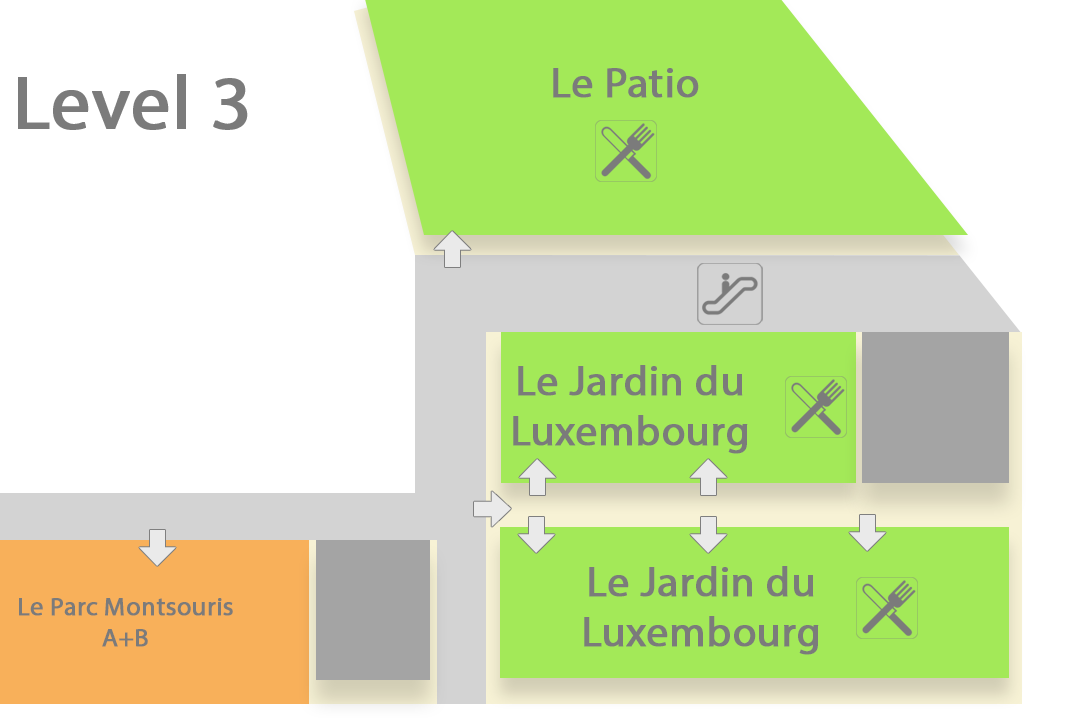 Level 3
Le Patio
Le Jardin du
Luxembourg
Le Jardin du
Luxembourg
Le Parc Montsouris
A+B